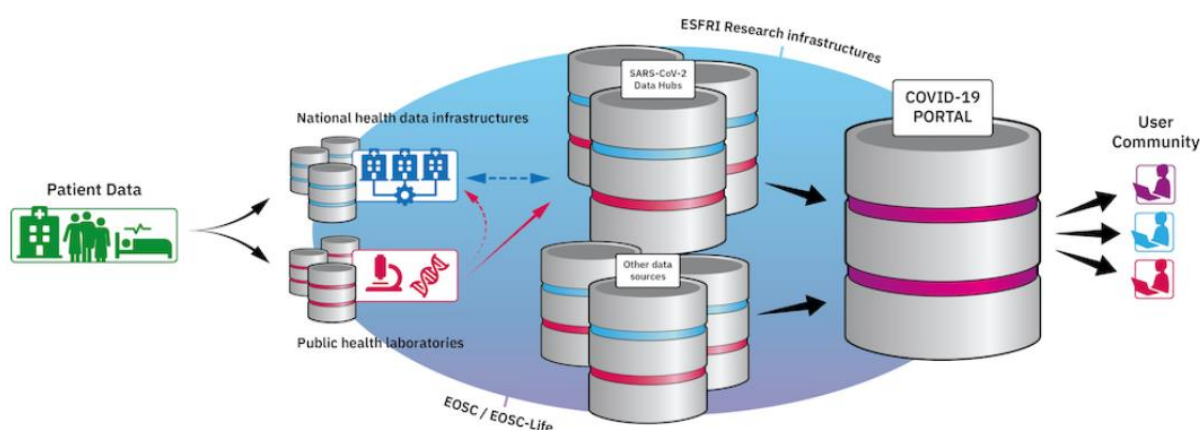 ESFRI Research infrastructures
SARS-CoV-2
Data Hubs
COVID-19
PORTAL
User
Community
National health data infrastructures
Patient Data
Other data
sources
Public health laboratories
EOSC / EOSC-Life